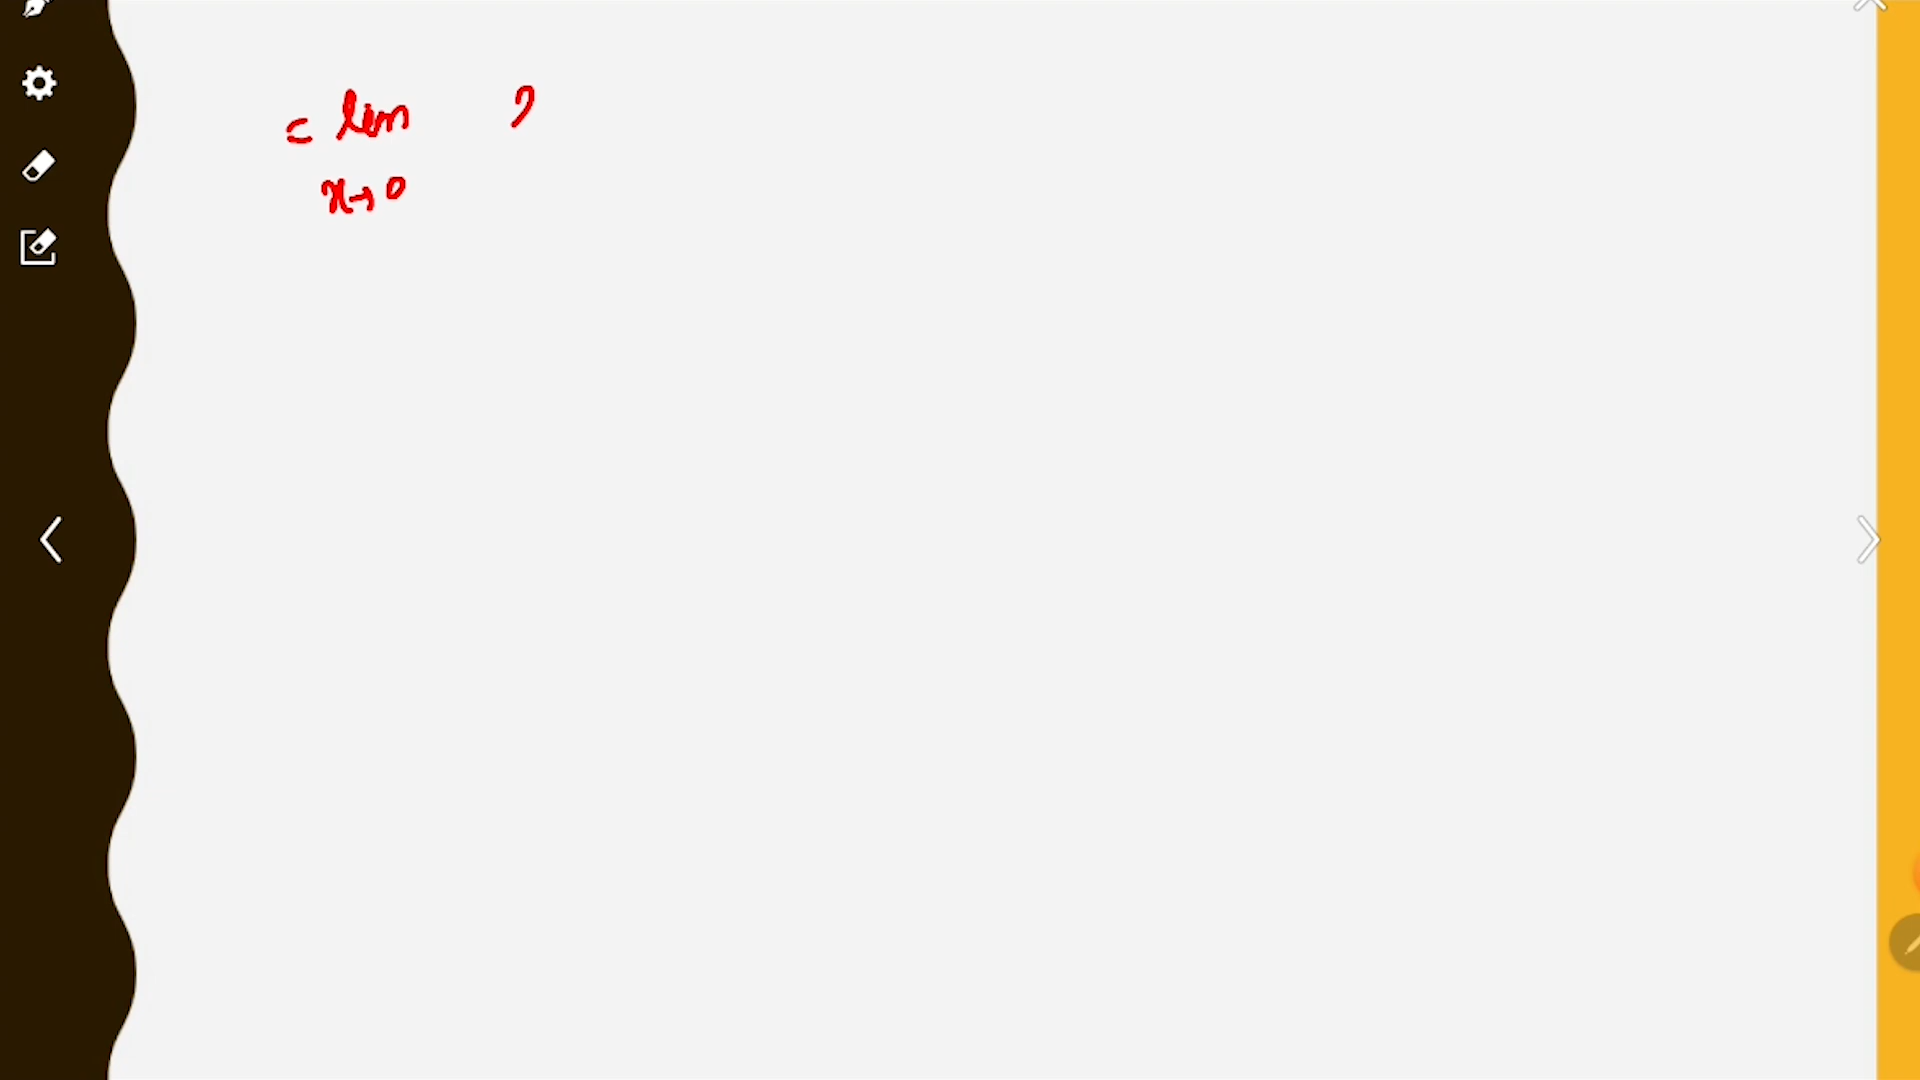 = lim
x→0